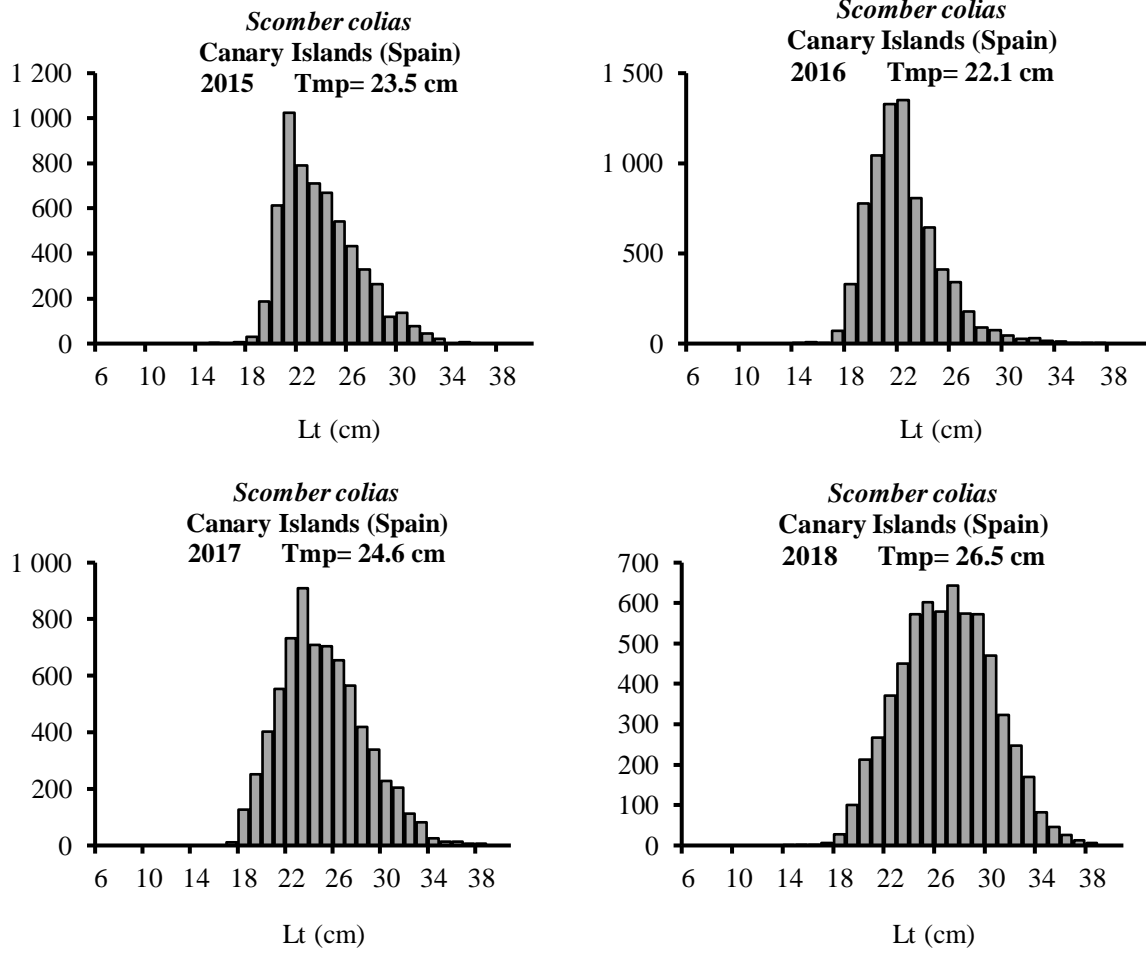 Scomber colias
Canary Islands (Spain)
2015 Tmp= 23.5 cm
1 200
1 000
800
600
400
200
0
6 10 14 18 22 26 30 34 38
Lt (cm)
Scomber colias
Canary Islands (Spain)
2016 Tmp= 22.1 cm
1 500
1 000
500
0
6 10 14 18 22 26 30 34 38
Lt (cm)
Scomber colias
Canary Islands (Spain)
2017 Tmp= 24.6 cm
1 000
800
600
400
200
0
6 10 14 18 22 26 30 34 38
Lt (cm)
Scomber colias
Canary Islands (Spain)
2018 Tmp= 26.5 cm
700
600
500
400
300
200
100
0
6 10 14 18 22 26 30 34 38
Lt (cm)